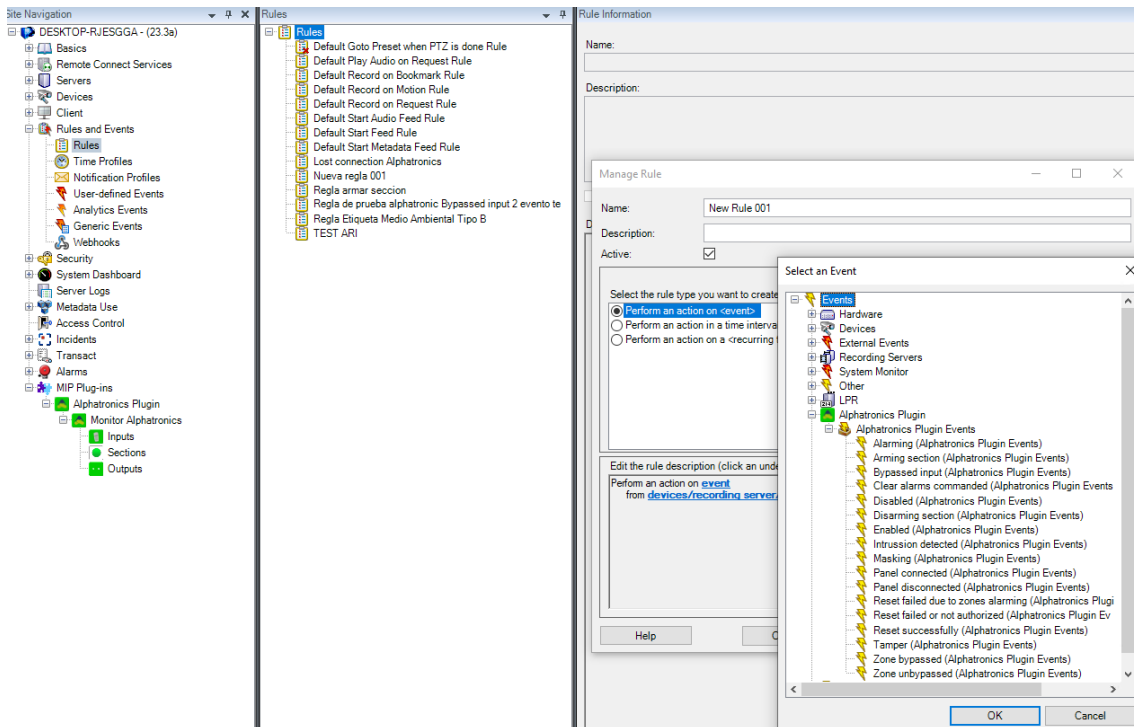 Site Navigation
DESKTOP-RJESGGA - (23.3a)
Basics
Remote Connect Services
Servers
Devices
Client
Rules and Events
Rules
Time Profiles
Notification Profiles
User-defined Events
Analytics Events
Generic Events
Webhooks
Security
System Dashboard
Server Logs
Metadata Use
Access Control
Incidents
Transact
Alarms
MIP Plug-ins
Alphatronics Plugin
Monitor Alphatronics
Inputs
Sections
Outputs
Rules
Rules
Default Goto Preset when PTZ is done Rule
Default Play Audio on Request Rule
Default Record on Bookmark Rule
Default Record on Motion Rule
Default Record on Request Rule
Default Start Audio Feed Rule
Default Start Feed Rule
Default Start Metadata Feed Rule
Lost connection Alphatronics
Nueva regla 001
Regla armar seccion
Regla de prueba alphatronic Bypassed input 2 evento te
Regla Etiqueta Medio Ambiental Tipo B
TEST ARI
Rule Information
Name:
Description:
D
Manage Rule
Name:
New Rule 001
Description:
Active:
Select the rule type you want to create
Perform an action on <event>
Perform an action in a time interva
Perform an action on a <recurring
Edit the rule description (click an unde
Perform an action on event
from devices/recording server/
Help
C
Select an Event
Events
Hardware
Devices
External Events
Recording Servers
System Monitor
Other
LPR
Alphatronics Plugin
Alphatronics Plugin Events
Alarming (Alphatronics Plugin Events)
Arming section (Alphatronics Plugin Events)
Bypassed input (Alphatronics Plugin Events)
Clear alarms commanded (Alphatronics Plugin Events
Disabled (Alphatronics Plugin Events)
Disarming section (Alphatronics Plugin Events)
Enabled (Alphatronics Plugin Events)
Intrussion detected (Alphatronics Plugin Events)
Masking (Alphatronics Plugin Events)
Panel connected (Alphatronics Plugin Events)
Panel disconnected (Alphatronics Plugin Events)
Reset failed due to zones alarming (Alphatronics Plugi
Reset failed or not authorized (Alphatronics Plugin Ev
Reset successfully (Alphatronics Plugin Events)
Tamper (Alphatronics Plugin Events)
Zone bypassed (Alphatronics Plugin Events)
Zone unbypassed (Alphatronics Plugin Events)
OK
Cancel